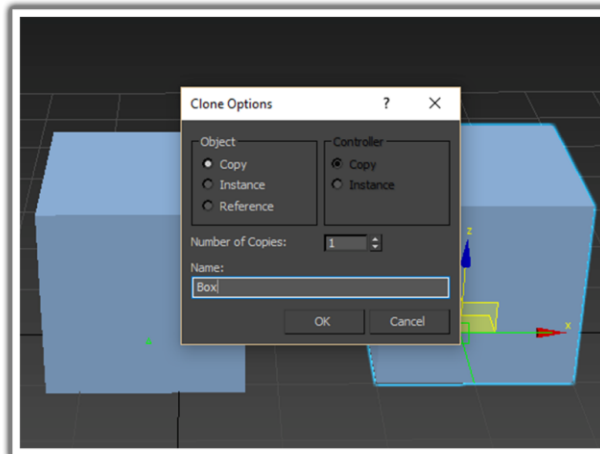 Clone Options ?
Object
Controller
Copy
Copy
Instance
Instance
Reference
Number of Copies: 1
Name:
Box
OK Cancel
z
x